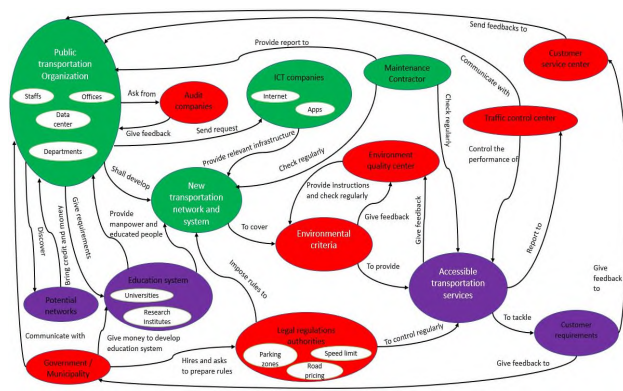 Send feedbacks to
Public
transportation
Organization
Staffs
Offices
Data
center
Departments
Provide report to
Customer
service center
Communicate with
ICT companies
Internet
Apps
Maintenance
Contractor
Ask from
Audit
companies
Give feedback
Send request
Check regularly
Traffic control center
Provide relevant infrastructure
Control the
performance of
Check regularly
Environment
quality center
Shall develop
New
transportation
network and
system
Provide instructions
and check regularly
Give feedback
Give feedback
Report to
To cover
Environmental
criteria
Discover
Bring credit and money
Give requirements
Provide
manpower and
educated people
To provide
Accessible
transportation
services
Give
feedback
to
Education system
Universities
Research
Institutes
Impose rules to
Potential
networks
To tackle
Customer
requirements
Communicate with
Give money to develop
education system
Legal regulations
authorities
Parking
zones
Speed limit
Road
pricing
To control regularly
Government /
Municipality
Hires and asks
to prepare rules
Give feedback to